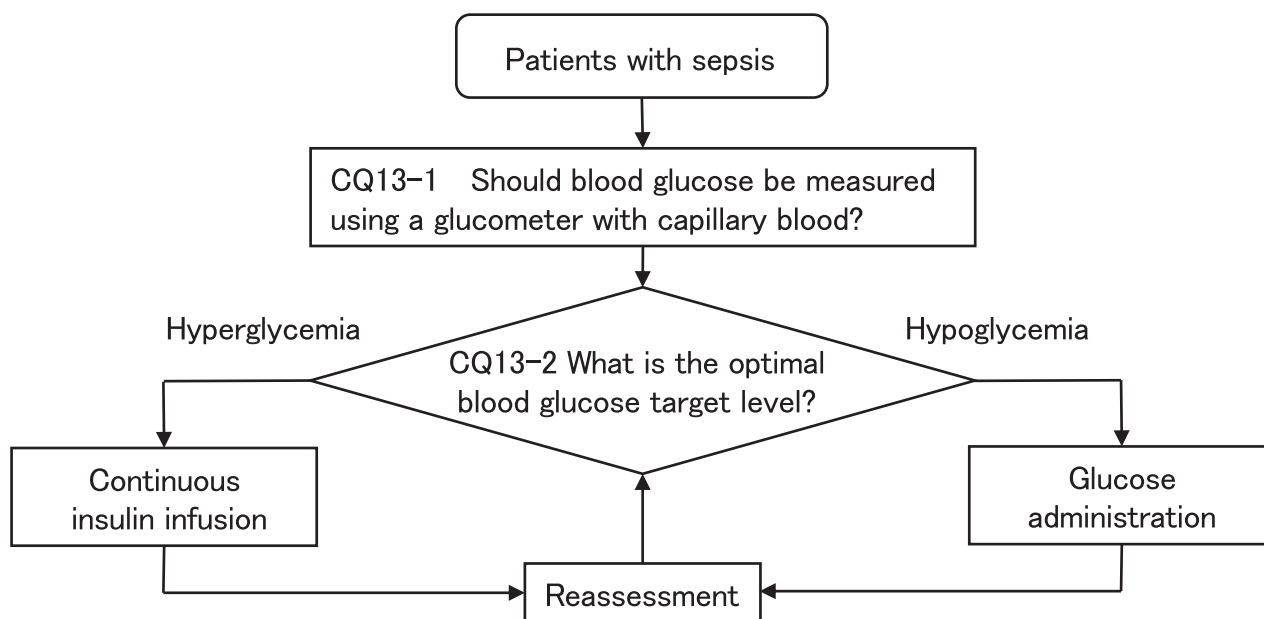 Patients with sepsis
CQ13-1 Should blood glucose be measured
using a glucometer with capillary blood?
Hyperglycemia
Hypoglycemia
CQ13-2 What is the optimal
blood glucose target level?
Continuous
insulin infusion
Glucose
administration
Reassessment